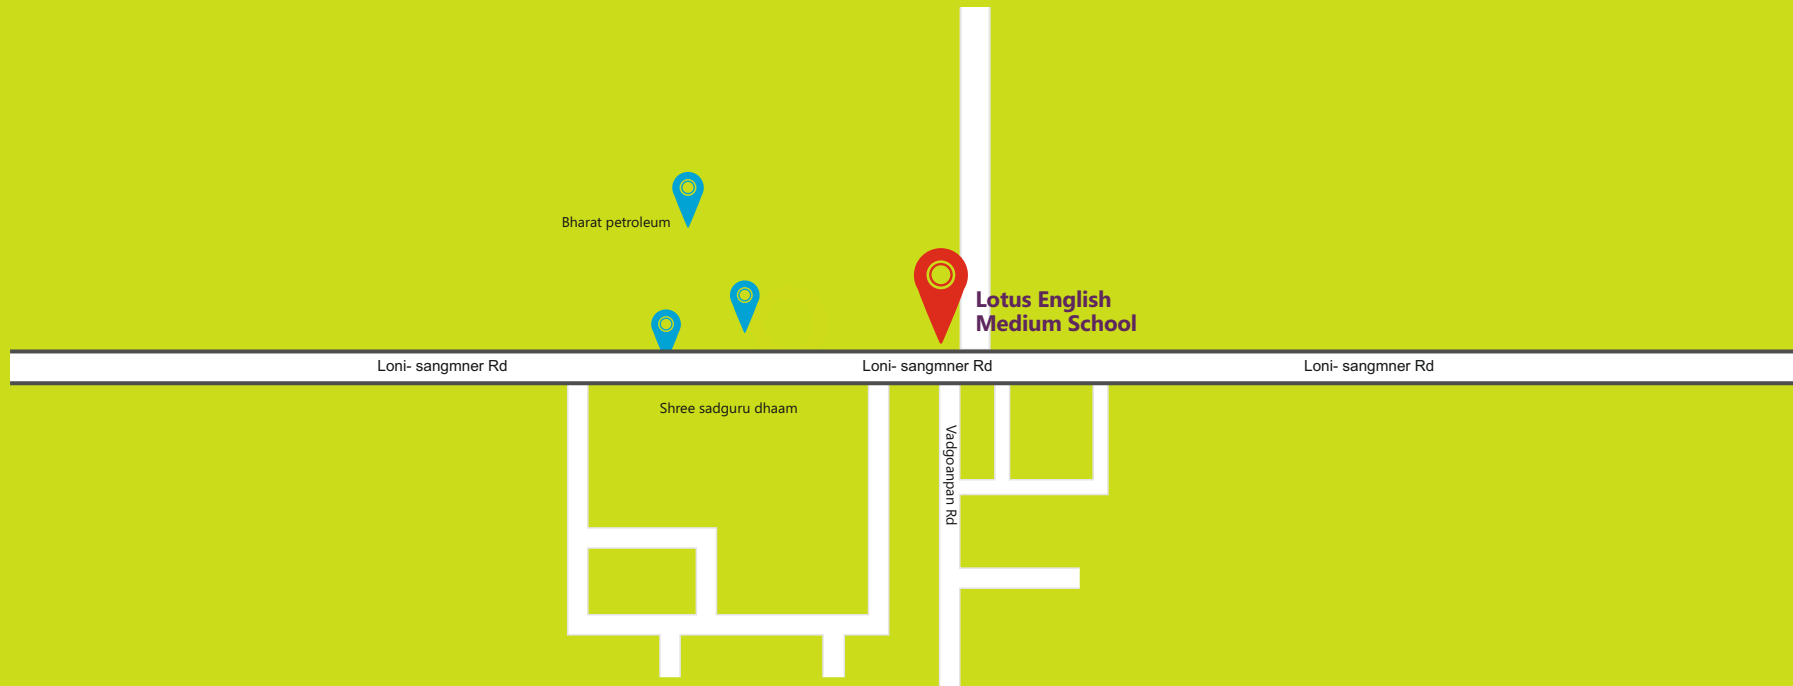 Bharat petroleum
Lotus English
Medium School
Loni- sangmner Rd
Loni- sangmner Rd
Loni- sangmner Rd
Shree sadguru dhaam
Vadgoanpan Rd